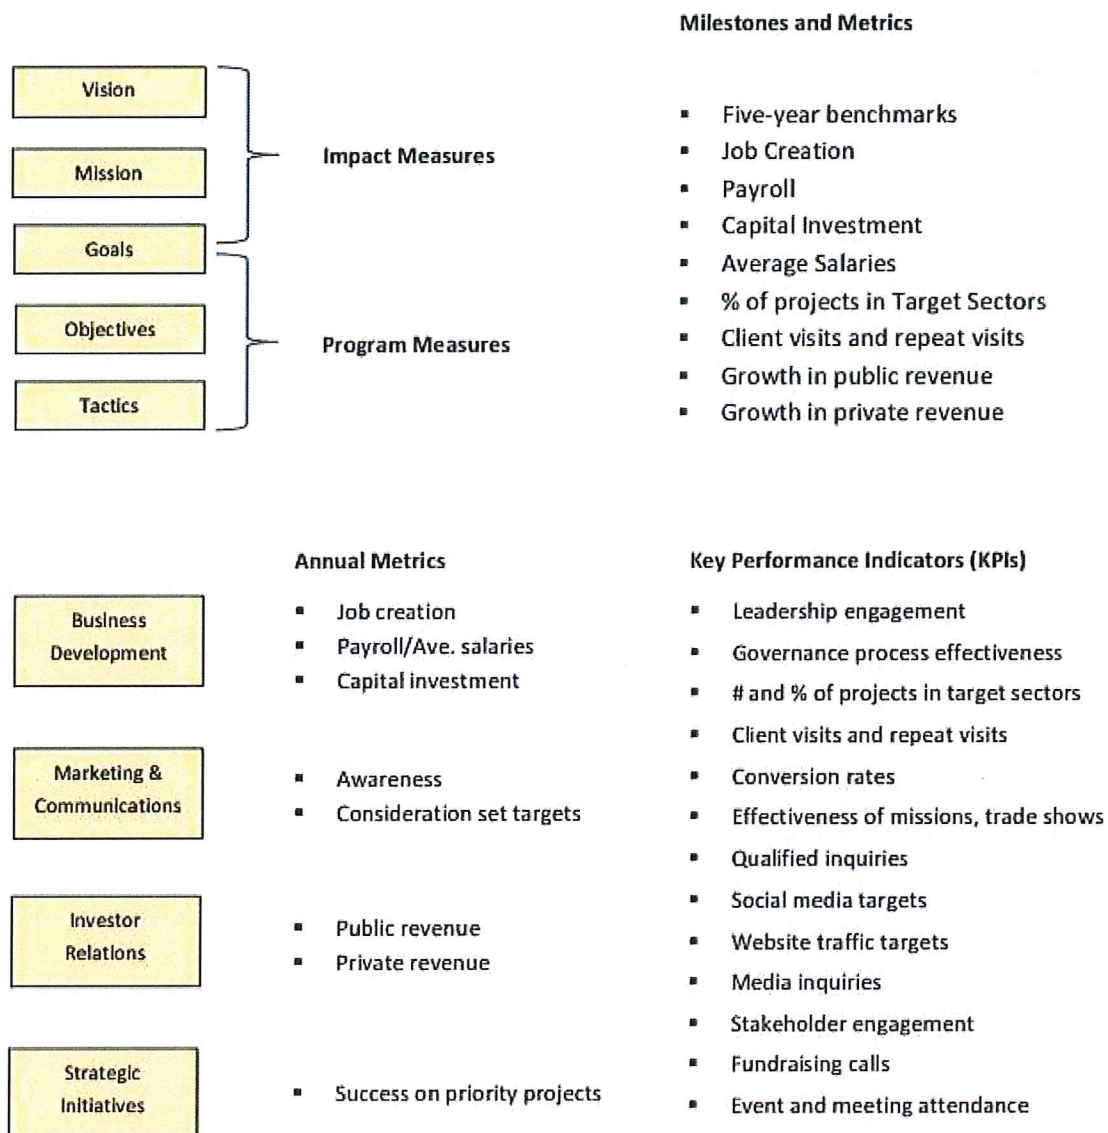 Milestones and Metrics
Vision
Mission
Goals
Objectives
Tactics
Impact Measures
Program Measures
▪ Five-year benchmarks
▪ Job Creation
▪ Payroll
▪ Capital Investment
▪ Average Salaries
▪ % of projects in Target Sectors
▪ Client visits and repeat visits
▪ Growth in public revenue
▪ Growth in private revenue
Annual Metrics
Key Performance Indicators (KPIs)
Business
Development
▪ Job creation
▪ Payroll/Ave. salaries
▪ Capital investment
Marketing &
Communications
▪ Awareness
▪ Consideration set targets
Investor
Relations
▪ Public revenue
▪ Private revenue
Strategic
Initiatives
▪ Success on priority projects
▪ Leadership engagement
▪ Governance process effectiveness
▪ # and % of projects in target sectors
▪ Client visits and repeat visits
▪ Conversion rates
▪ Effectiveness of missions, trade shows
▪ Qualified inquiries
▪ Social media targets
▪ Website traffic targets
▪ Media inquiries
▪ Stakeholder engagement
▪ Fundraising calls
▪ Event and meeting attendance